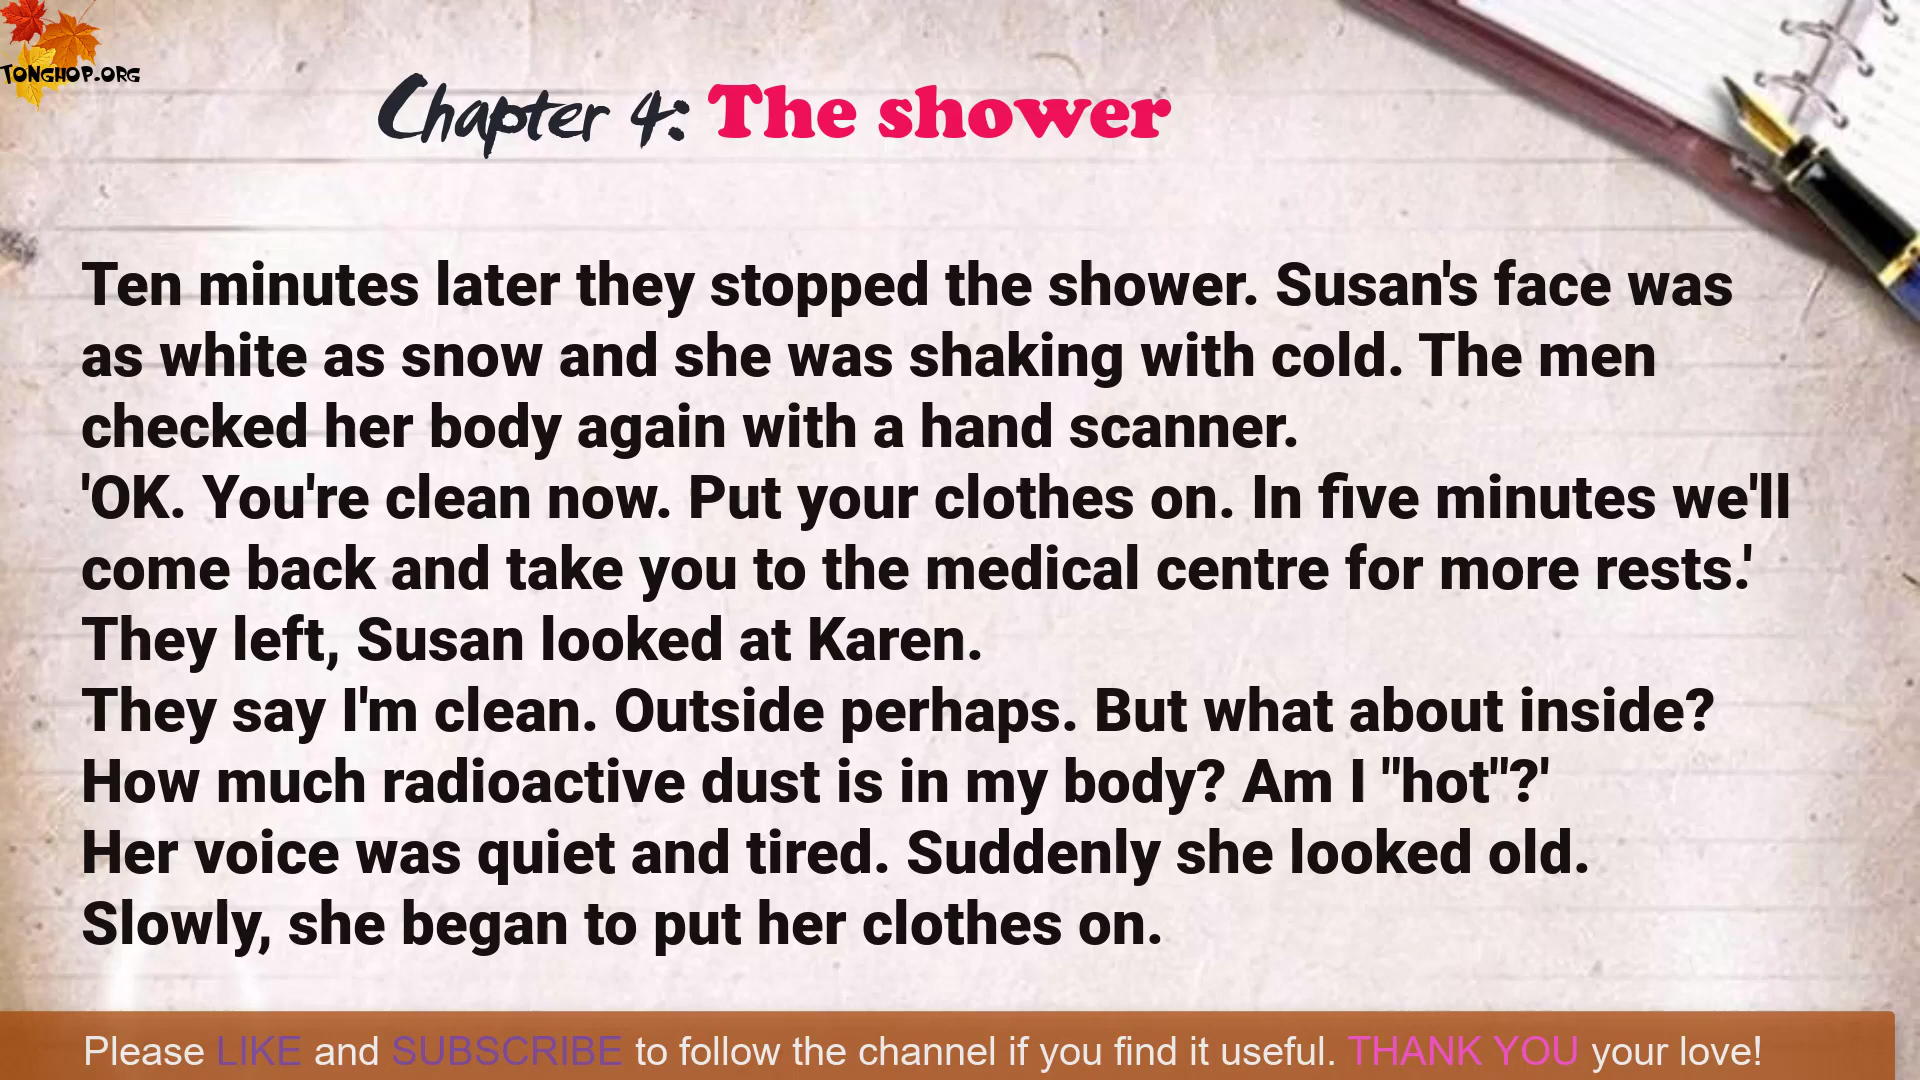 TONGHOP.ORG
Chapter 4: The shower
Ten minutes later they stopped the shower. Susan's face was
as white as snow and she was shaking with cold. The men
checked her body again with a hand scanner.
'OK. You're clean now. Put your clothes on. In five minutes we'll
come back and take you to the medical centre for more rests.'
They left, Susan looked at Karen.
They say I'm clean. Outside perhaps. But what about inside?
How much radioactive dust is in my body? Am I "hot"?'
Her voice was quiet and tired. Suddenly she looked old.
Slowly, she began to put her clothes on.
Please LIKE and SUBSCRIBE to follow the channel if you find it useful. THANK YOU your love!